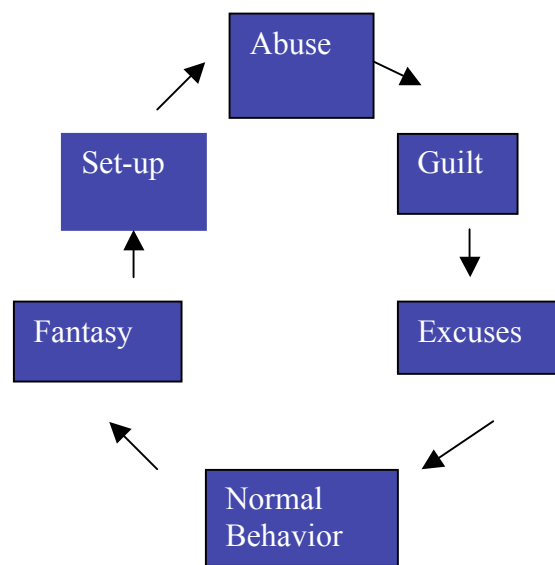 Abuse
Set-up
Guilt
Fantasy
Excuses
Normal
Behavior